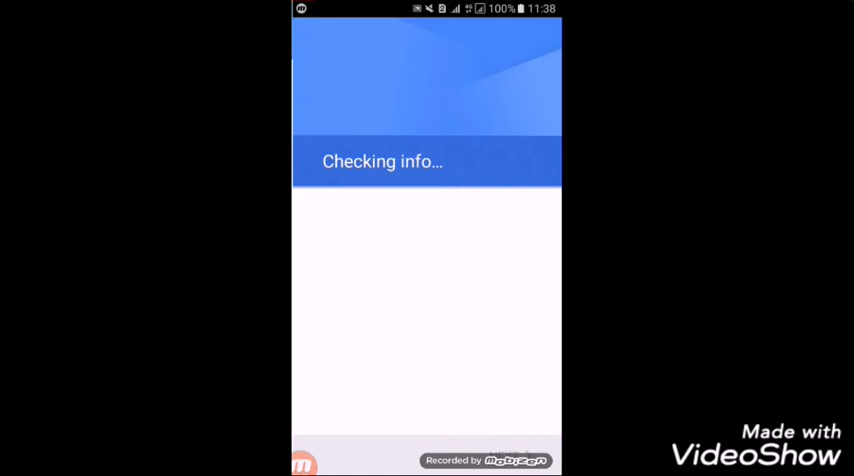 100% 11:38
Checking info...
Recorded by mobizen
Made with
VideoShow